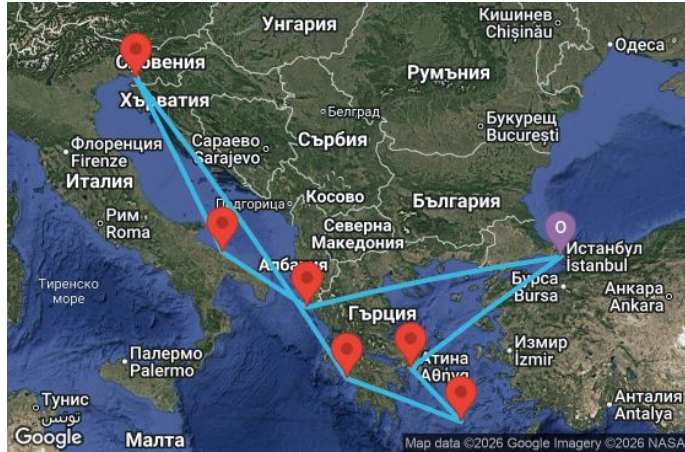 Унгария
Кишинев
Chișinău
Одеса
Словения
Румъния
Хърватия
Белград
Букурещ
București
Флоренция
Firenze
Сараево
Sarajevo
Сърбия
Италия
Подгорица
Косово
България
Рим
Roma
Северна
Македония
O
Истанбул
İstanbul
Албания
Бурса
Bursa
Анкара
Ankara
Тиренско
море
Гърция
Палермо
Palermo
Атина
Αθήνα
Измир
İzmir
Тунис
تونس
Анталия
Antalya
Google
Малта
Map data ©2026 Google Imagery ©2026 NASA